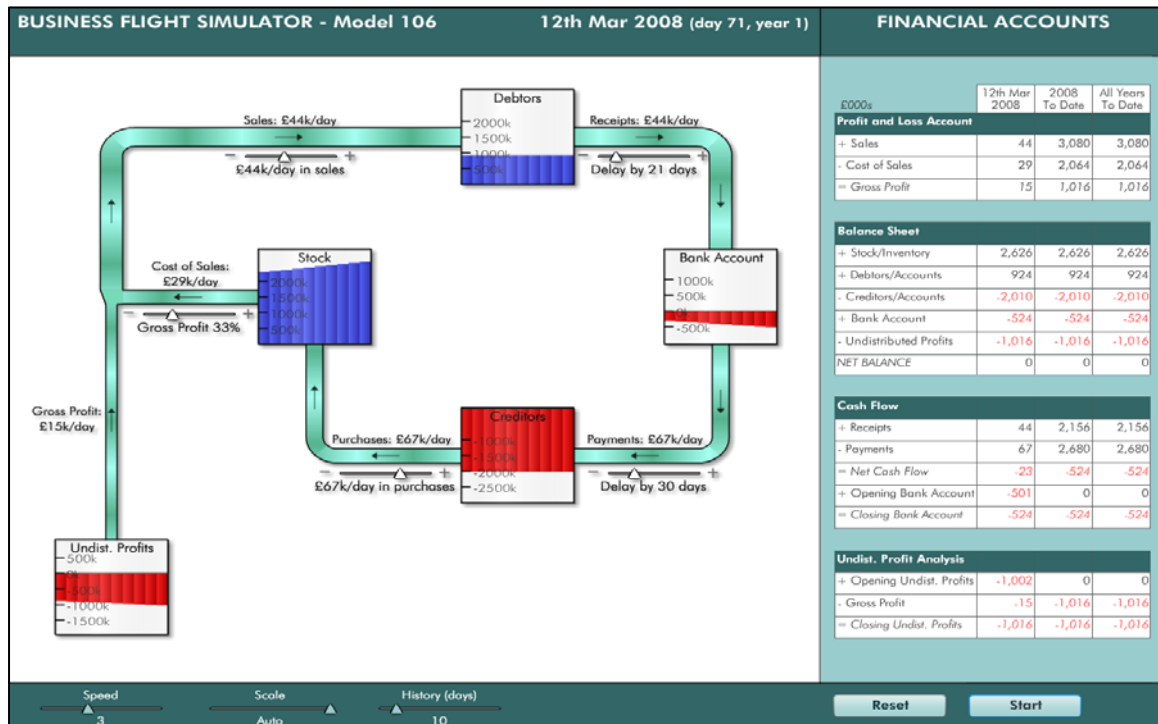 BUSINESS FLIGHT SIMULATOR - Model 106
12th Mar 2008 (day 71, year 1)
Sales: £44k/day
- +
£44k/day in sales
Debtors
2000k
1500k
1000k
500k
Receipts: £44k/day
- +
Delay by 21 days
Cost of Sales:
£29k/day
- +
Gross Profit 33%
Stock
2000k
1500k
1000k
500k
Bank Account
1000k
500k
0k
-500k
Gross Profit:
£15k/day
Purchases: £67k/day
- +
£67k/day in purchases
Creditors
-1000k
-1500k
-2000k
-2500k
Payments: £67k/day
- +
Delay by 30 days
Undist. Profits
500k
0k
-500k
-1000k
-1500k
Speed
3
Scale
Auto
History (days)
10
FINANCIAL ACCOUNTS
£000s 12th Mar 2008 2008 To Date All Years To Date
Profit and Loss Account
+ Sales 44 3,080 3,080
- Cost of Sales 29 2,064 2,064
= Gross Profit 15 1,016 1,016
Balance Sheet
+ Stock/Inventory 2,626 2,626 2,626
+ Debtors/Accounts 924 924 924
- Creditors/Accounts -2,010 -2,010 -2,010
+ Bank Account -524 -524 -524
- Undistributed Profits -1,016 -1,016 -1,016
NET BALANCE 0 0 0
Cash Flow
+ Receipts 44 2,156 2,156
- Payments 67 2,680 2,680
= Net Cash Flow -23 -524 -524
+ Opening Bank Account -501 0 0
= Closing Bank Account -524 -524 -524
Undist. Profit Analysis
+ Opening Undist. Profits -1,002 0 0
- Gross Profit -15 -1,016 -1,016
= Closing Undist. Profits -1,016 -1,016 -1,016
Reset
Start